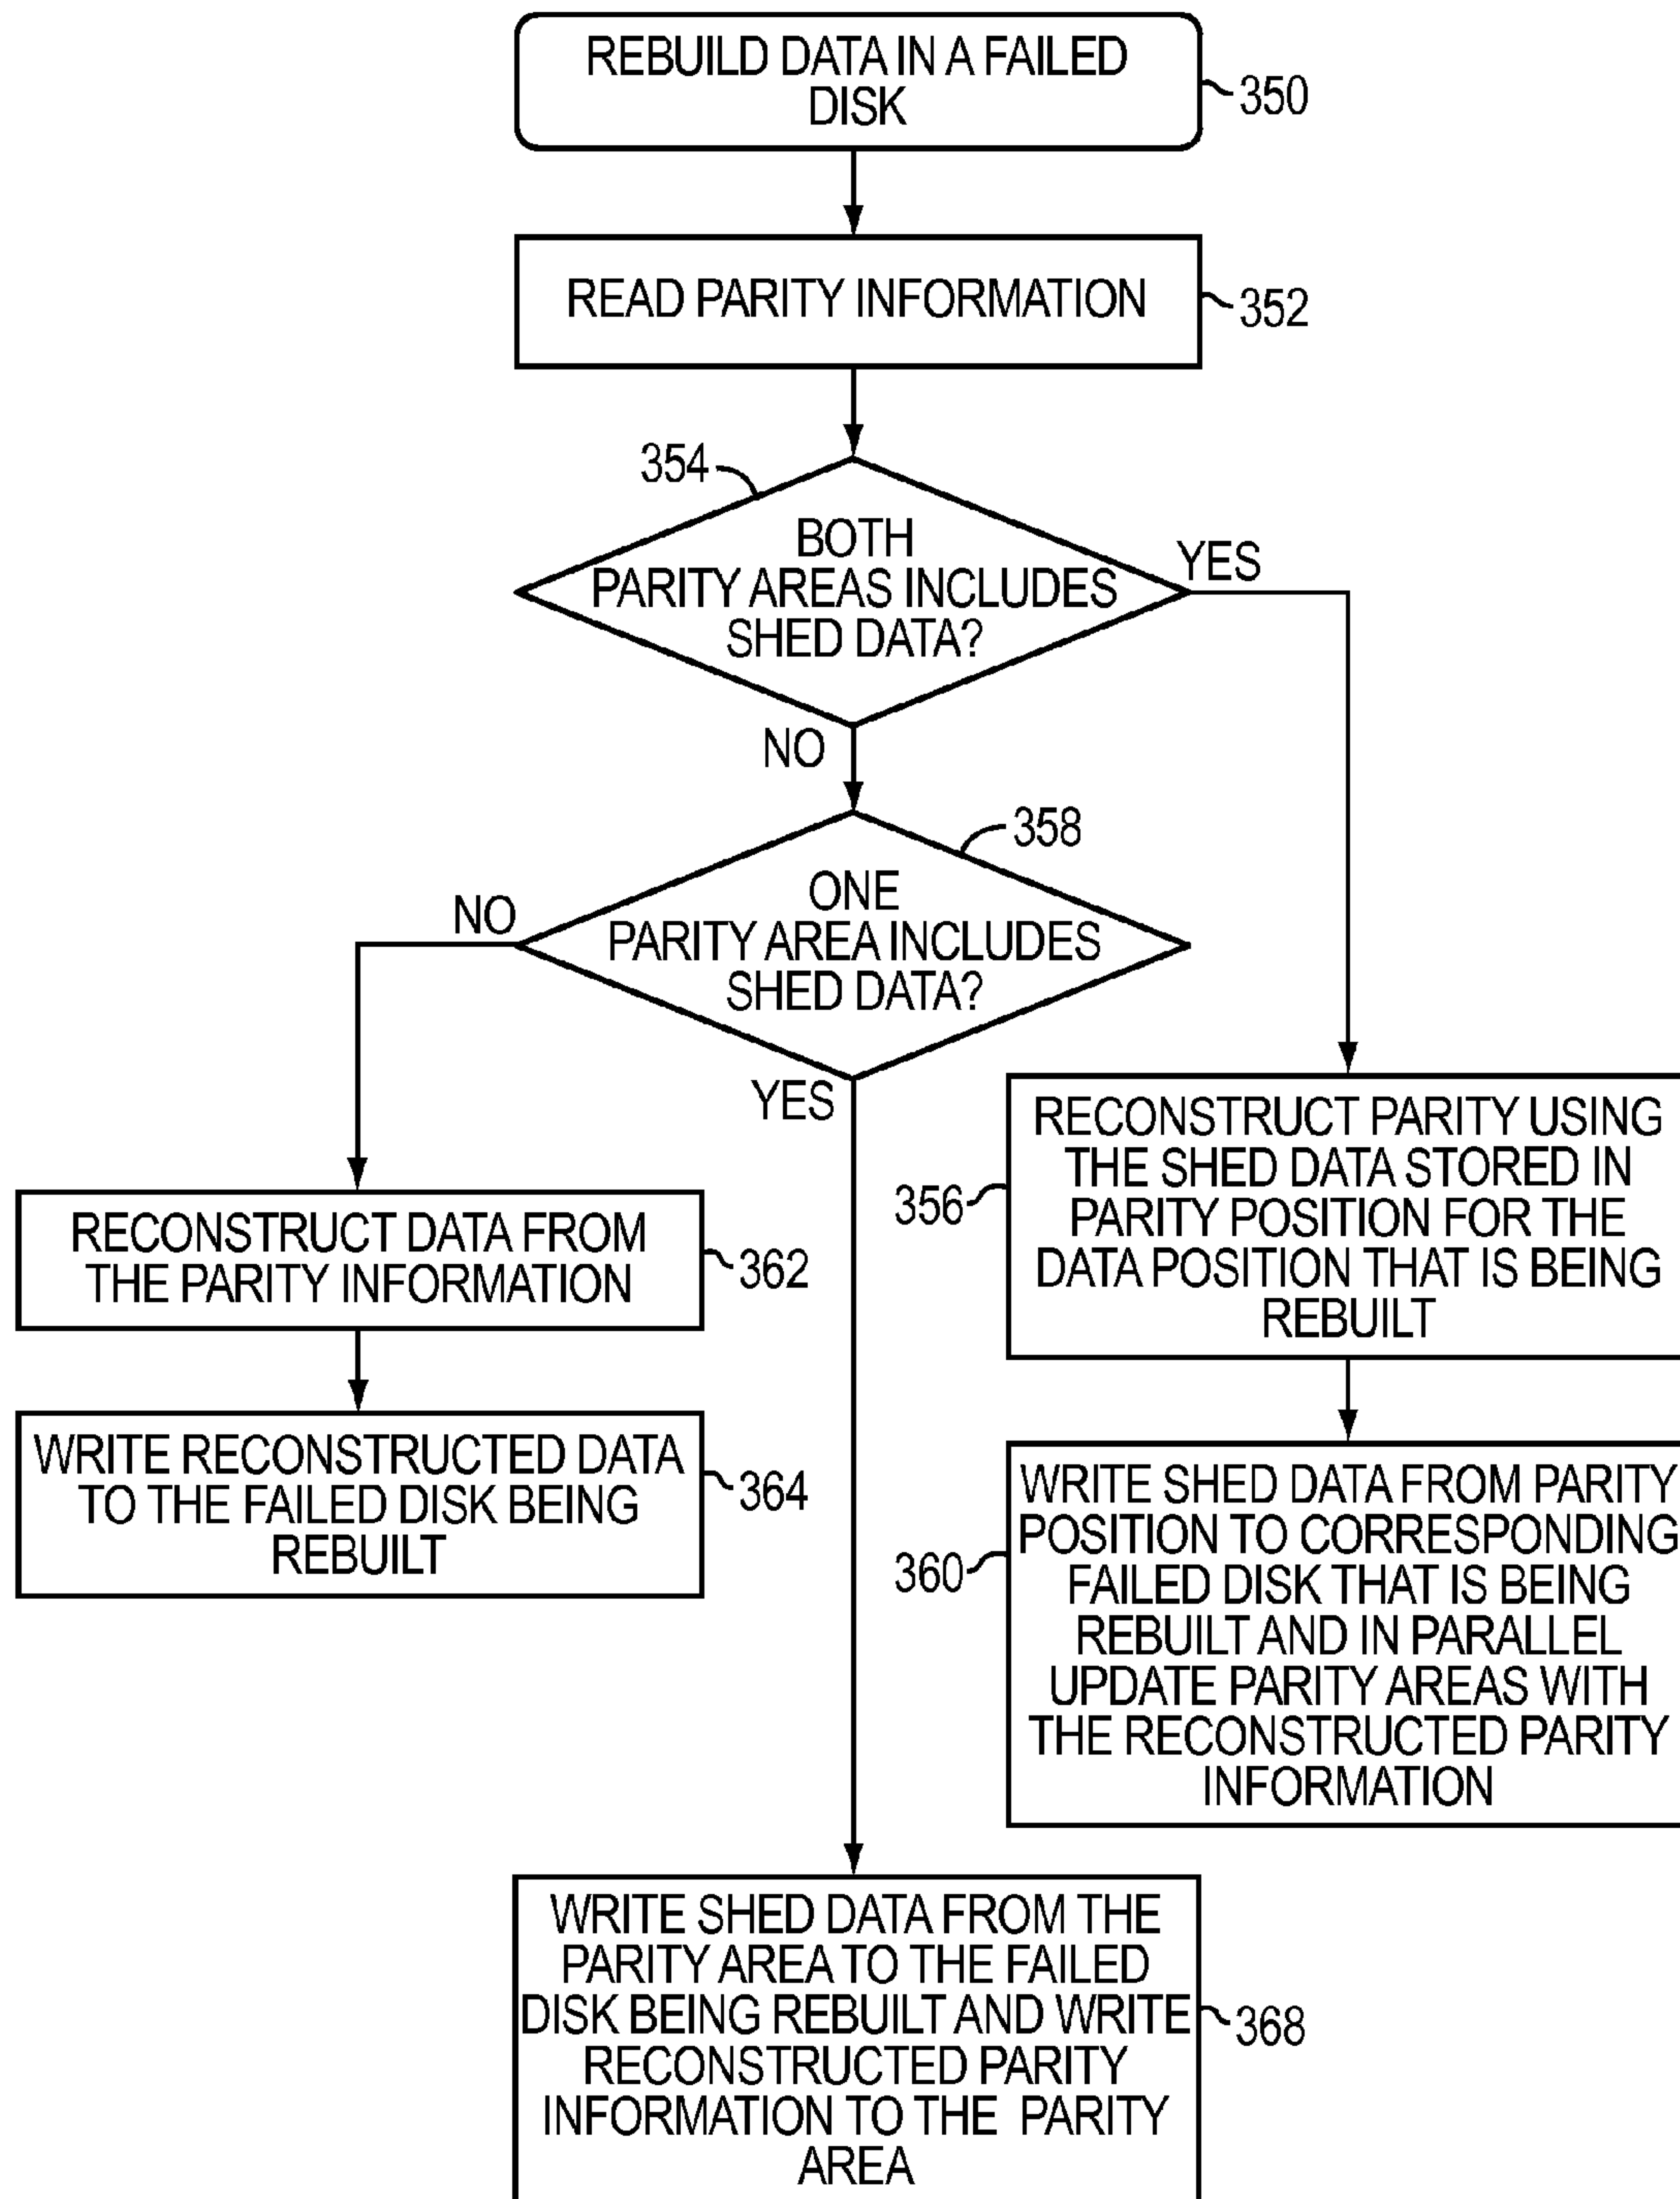 REBUILD DATA IN A FAILED
DISK
350
READ PARITY INFORMATION
352
354
BOTH
PARITY AREAS INCLUDES
SHED DATA?
YES
NO
358
ONE
PARITY AREA INCLUDES
SHED DATA?
NO
YES
RECONSTRUCT PARITY USING
THE SHED DATA STORED IN
PARITY POSITION FOR THE
DATA POSITION THAT IS BEING
REBUILT
356
RECONSTRUCT DATA FROM
THE PARITY INFORMATION
362
WRITE RECONSTRUCTED DATA
TO THE FAILED DISK BEING
REBUILT
364
WRITE SHED DATA FROM PARITY
POSITION TO CORRESPONDING
FAILED DISK THAT IS BEING
REBUILT AND IN PARALLEL
UPDATE PARITY AREAS WITH
THE RECONSTRUCTED PARITY
INFORMATION
360
WRITE SHED DATA FROM THE
PARITY AREA TO THE FAILED
DISK BEING REBUILT AND WRITE
RECONSTRUCTED PARITY
INFORMATION TO THE PARITY
AREA
368